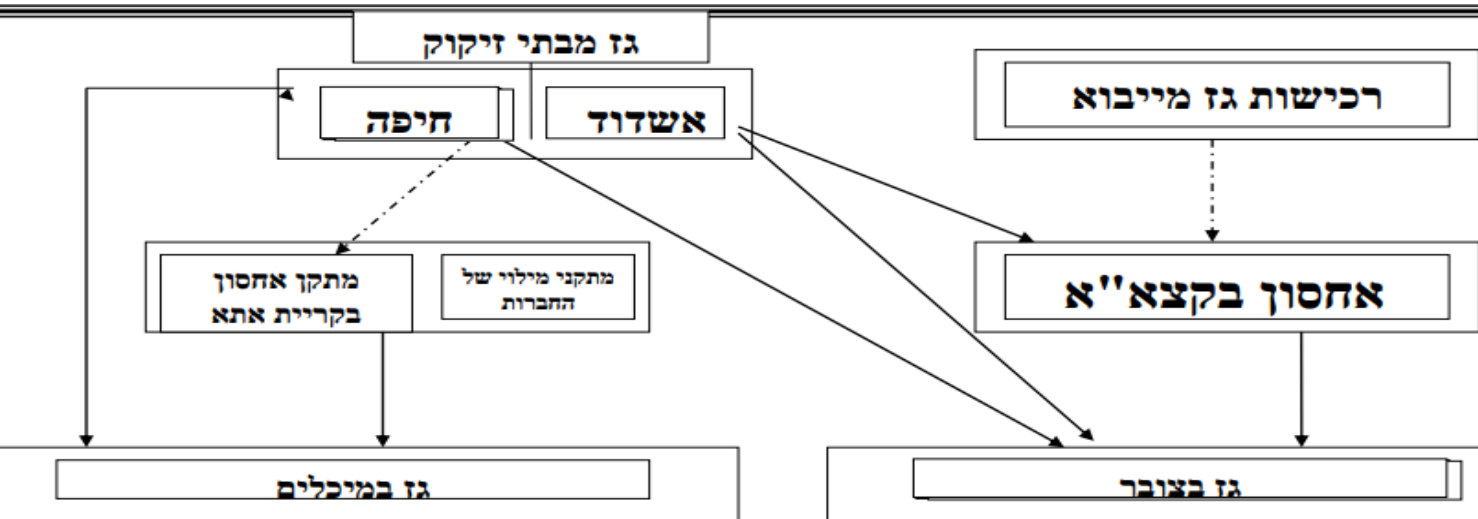 גז מבתי זיקוק
רכישות גז מייבוא
אשדוד
חיפה
אחסון בקצא''א
מתקני מילוי של
החברות
מתקן אחסון
בקריית אתא
גז בצובר
גז במיכלים